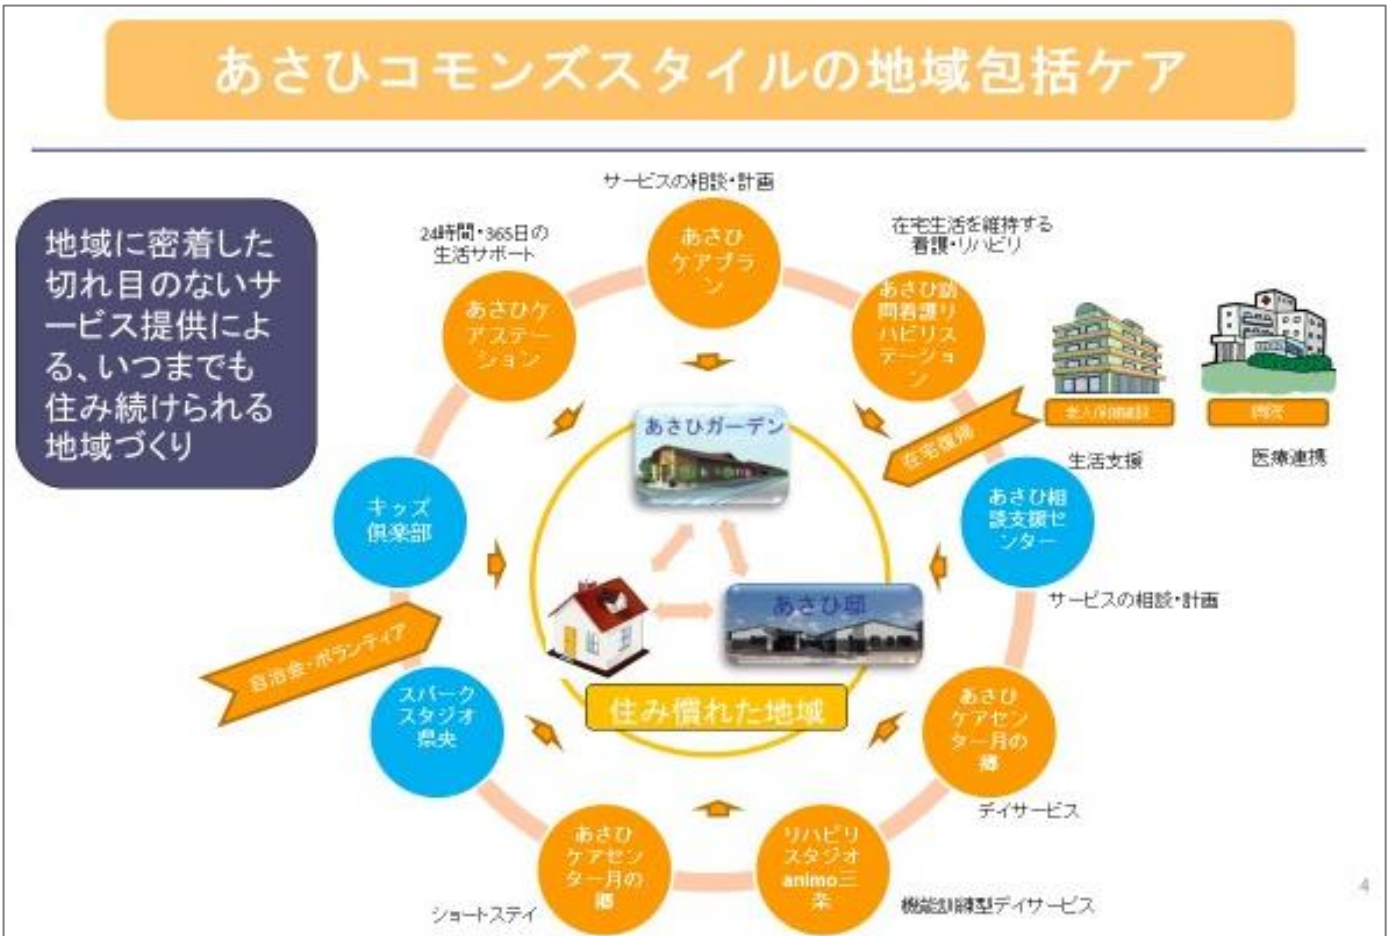 あさひコモンズスタイルの地域包括ケア
地域に密着した
切れ目のないサ
ービス提供によ
る、いつまでも
住み続けられる
地域づくり
サービスの相談・計画
あさひ
ケアプラ
ン
24時間・365日の
生活サポート
あさひケ
アステー
ション
在宅生活を維持する
看護・リハビリ
あさひ訪
問看護リ
ハビリス
テーショ
ン
老人保健施設
病院
生活支援
医療連携
在宅復帰
あさひガーデン
キッズ
倶楽部
あさひ相
談支援セ
ンター
サービスの相談・計画
あさひ邸
自治会・ボランティア
住み慣れた地域
スパーク
スタジオ
県央
あさひ
ケアセン
ター月の
郷
デイサービス
あさひ
ケアセン
ター月の
郷
ショートステイ
リハビリ
スタジオ
animo三
条
機能訓練型デイサービス
4